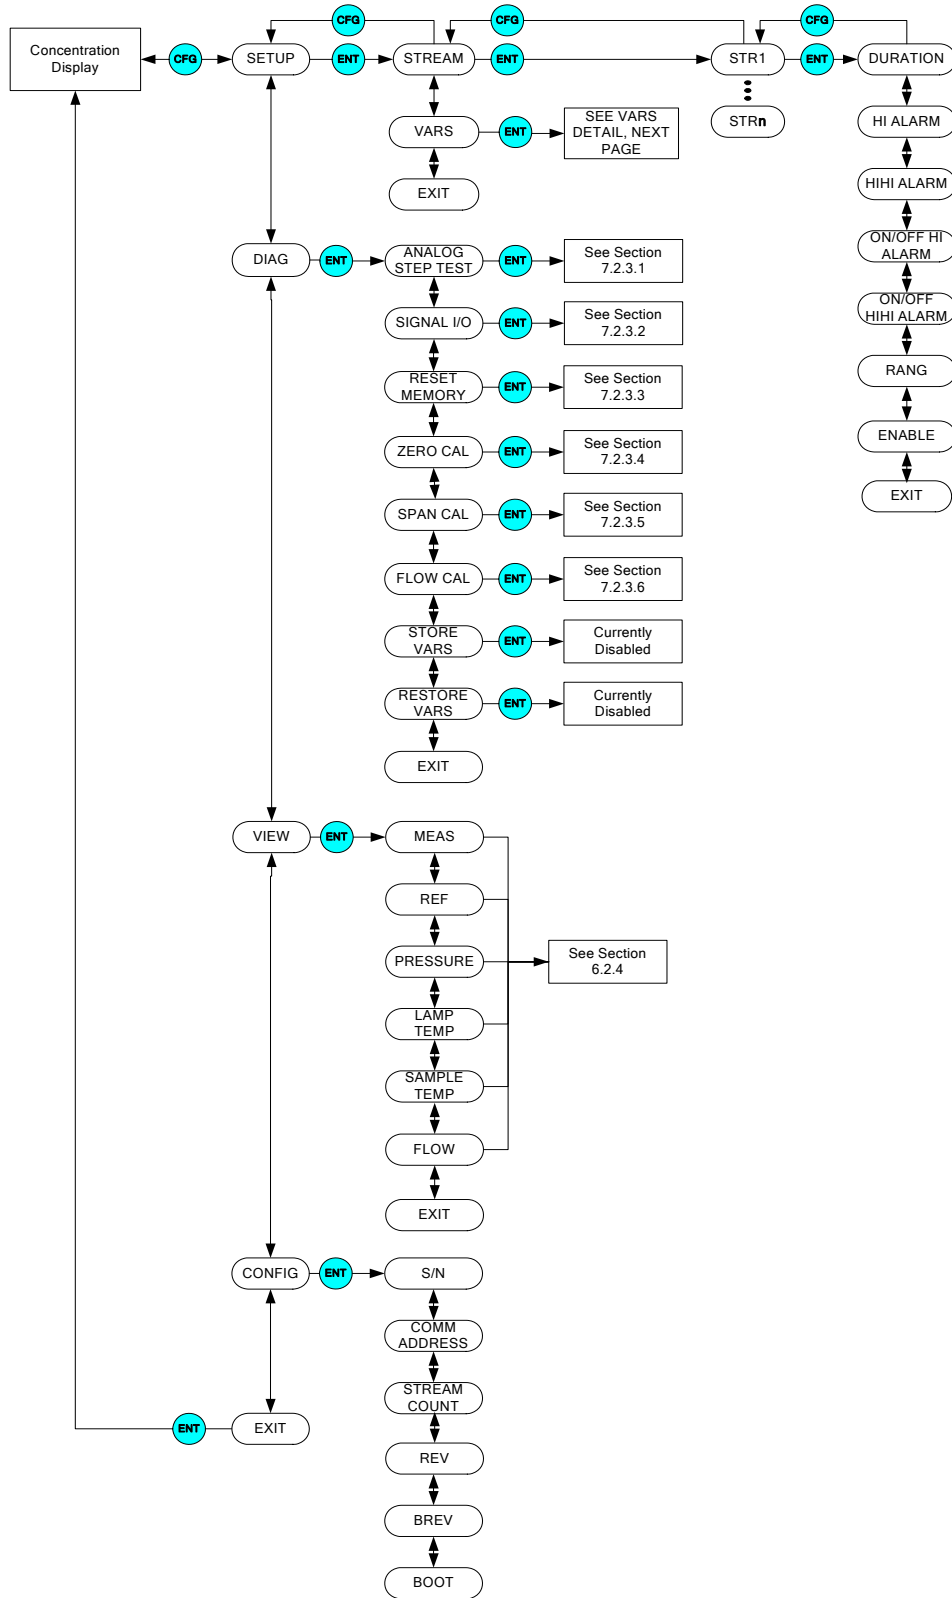 CFG
CFG
CFG
Concentration
Display
CFG
SETUP
ENT
STREAM
ENT
STR1
ENT
DURATION
STRn
HI ALARM
HIHI ALARM
ON/OFF HI
ALARM
ON/OFF
HIHI ALARM
RANG
ENABLE
EXIT
VARS
ENT
SEE VARS
DETAIL, NEXT
PAGE
EXIT
DIAG
ENT
ANALOG
STEP TEST
ENT
See Section
7.2.3.1
SIGNAL I/O
ENT
See Section
7.2.3.2
RESET
MEMORY
ENT
See Section
7.2.3.3
ZERO CAL
ENT
See Section
7.2.3.4
SPAN CAL
ENT
See Section
7.2.3.5
FLOW CAL
ENT
See Section
7.2.3.6
STORE
VARS
ENT
Currently
Disabled
RESTORE
VARS
ENT
Currently
Disabled
EXIT
VIEW
ENT
MEAS
REF
PRESSURE
See Section
6.2.4
LAMP
TEMP
SAMPLE
TEMP
FLOW
EXIT
CONFIG
ENT
S/N
COMM
ADDRESS
STREAM
COUNT
ENT
EXIT
REV
BREV
BOOT